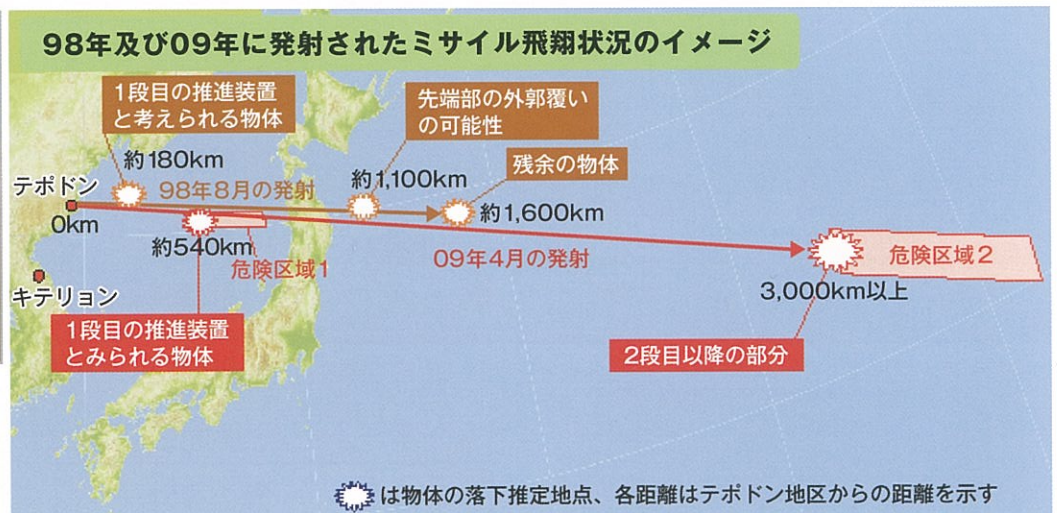 98年及び09年に発射されたミサイル飛翔状況のイメージ
1段目の推進装置
と考えられる物体
先端部の外郭覆い
の可能性
残余の物体
約180km
テポドン
98年8月の発射
約1,100km
約1,600km
0km
約540km
危険区域1
09年4月の発射
危険区域2
キテリョン
3,000km以上
1段目の推進装置
とみられる物体
2段目以降の部分
は物体の落下推定地点、各距離はテポドン地区からの距離を示す